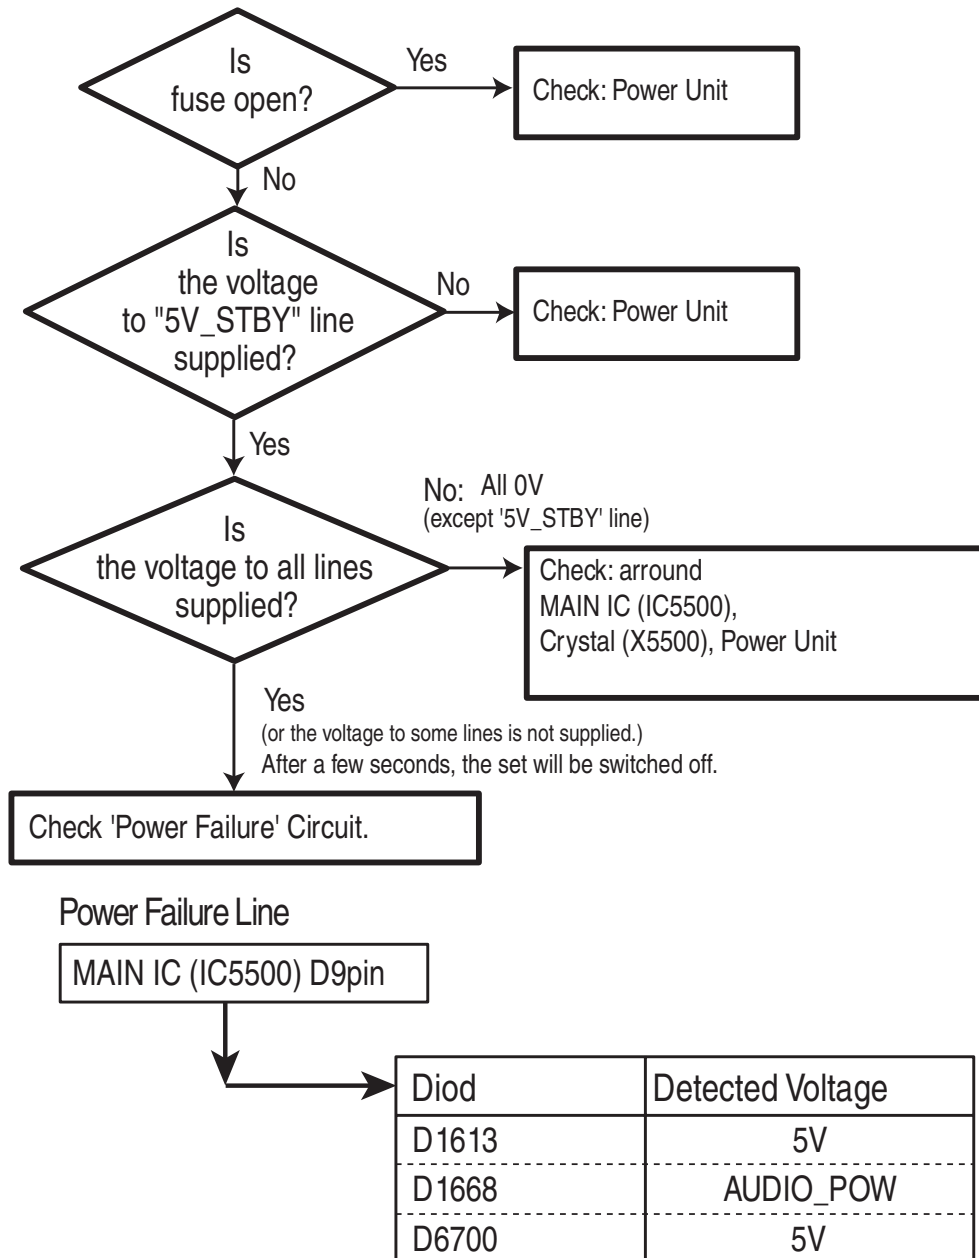 Is
fuse open?
Yes
Check: Power Unit
No
Is
the voltage
to "5V_STBY" line
supplied?
No
Check: Power Unit
Yes
Is
the voltage to all lines
supplied?
No: All 0V
(except '5V_STBY' line)
Check: arround
MAIN IC (IC5500),
Crystal (X5500), Power Unit
Yes
(or the voltage to some lines is not supplied.)
After a few seconds, the set will be switched off.
Check 'Power Failure' Circuit.
Power Failure Line
MAIN IC (IC5500) D9pin
Diod Detected Voltage
D1613 5V
D1668 AUDIO_POW
D6700 5V